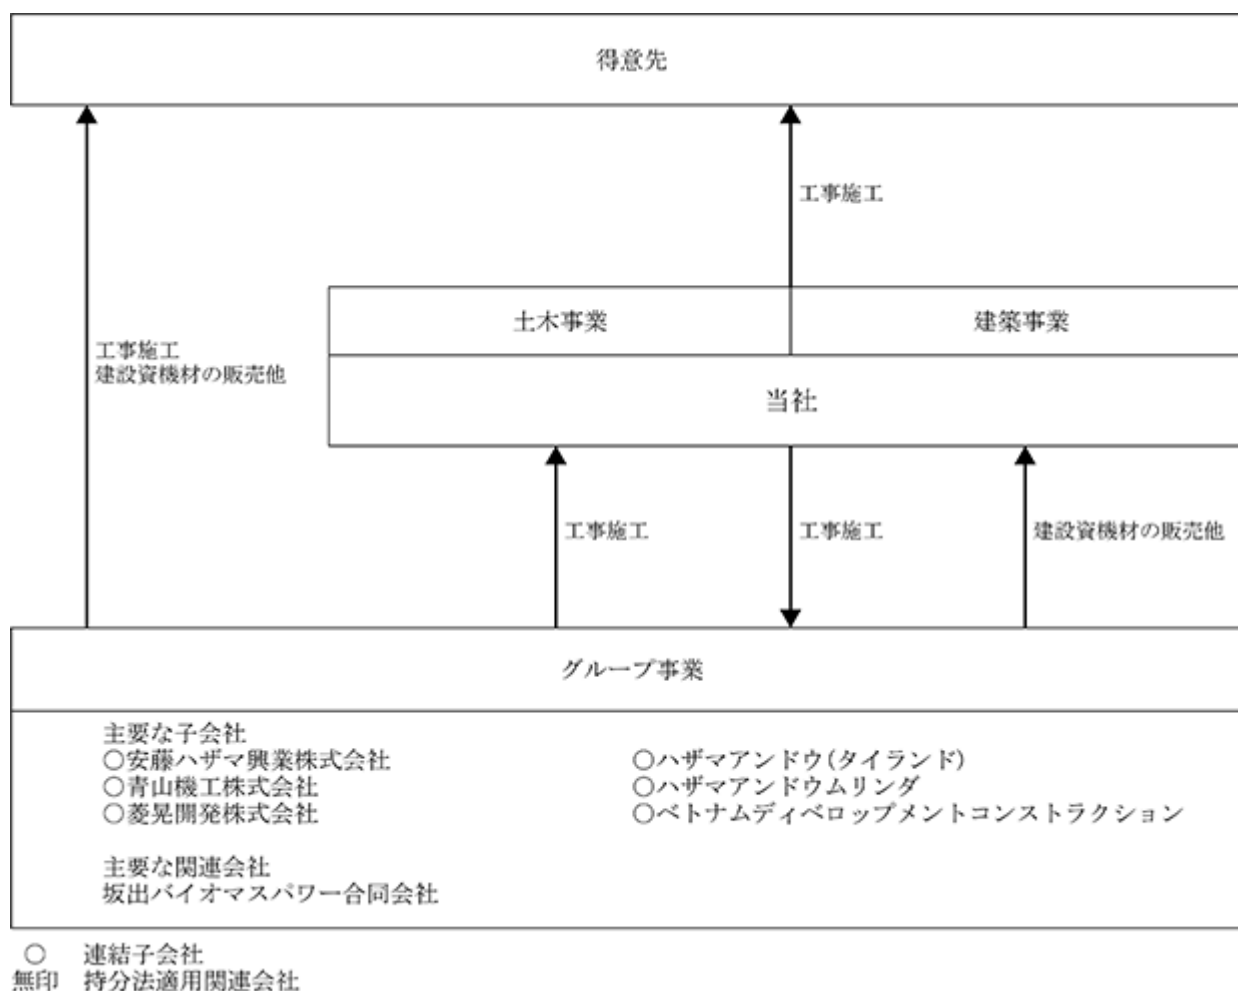 得意先
工事施工
土木事業
建築事業
工事施工
建設資機材の販売他
当社
工事施工
工事施工
建設資機材の販売他
グループ事業
主要な子会社
○安藤ハザマ興業株式会社
○ハザマアンドウ(タイランド)
○青山機工株式会社
○ハザマアンドウムリンダ
○菱晃開発株式会社
○ベトナムディベロップメントコンストラクション
主要な関連会社
坂出バイオマスパワー合同会社
○ 連結子会社
無印 持分法適用関連会社